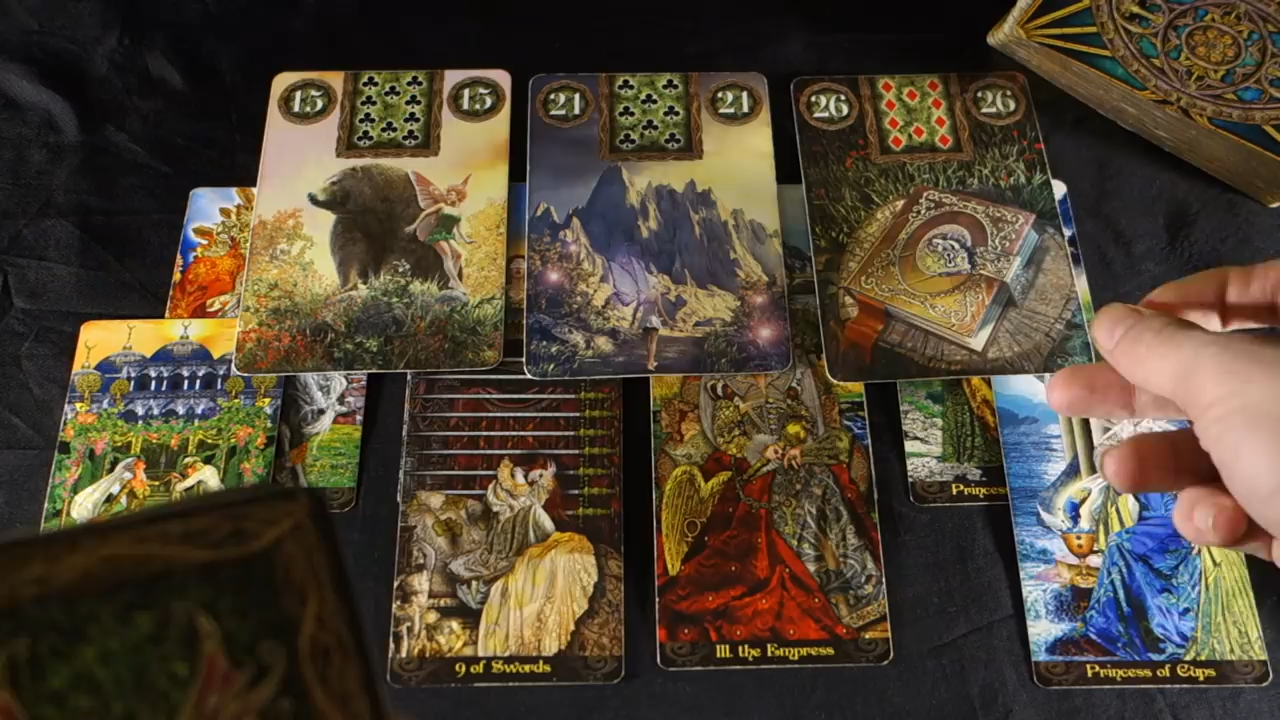 15 15
21 21
26 26
Princess
9 of Swords
III. the Empress
Princess of Cups